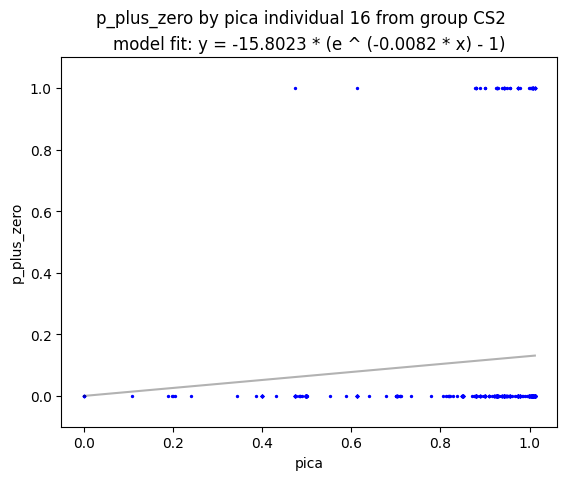 p_plus_zero by pica individual 16 from group CS2
model fit: y = -15.8023 * (e ^ (-0.0082 * x) - 1)
1.0
0.8
0.6
0.4
0.2
0.0
p_plus_zero
0.0 0.2 0.4 0.6 0.8 1.0
pica